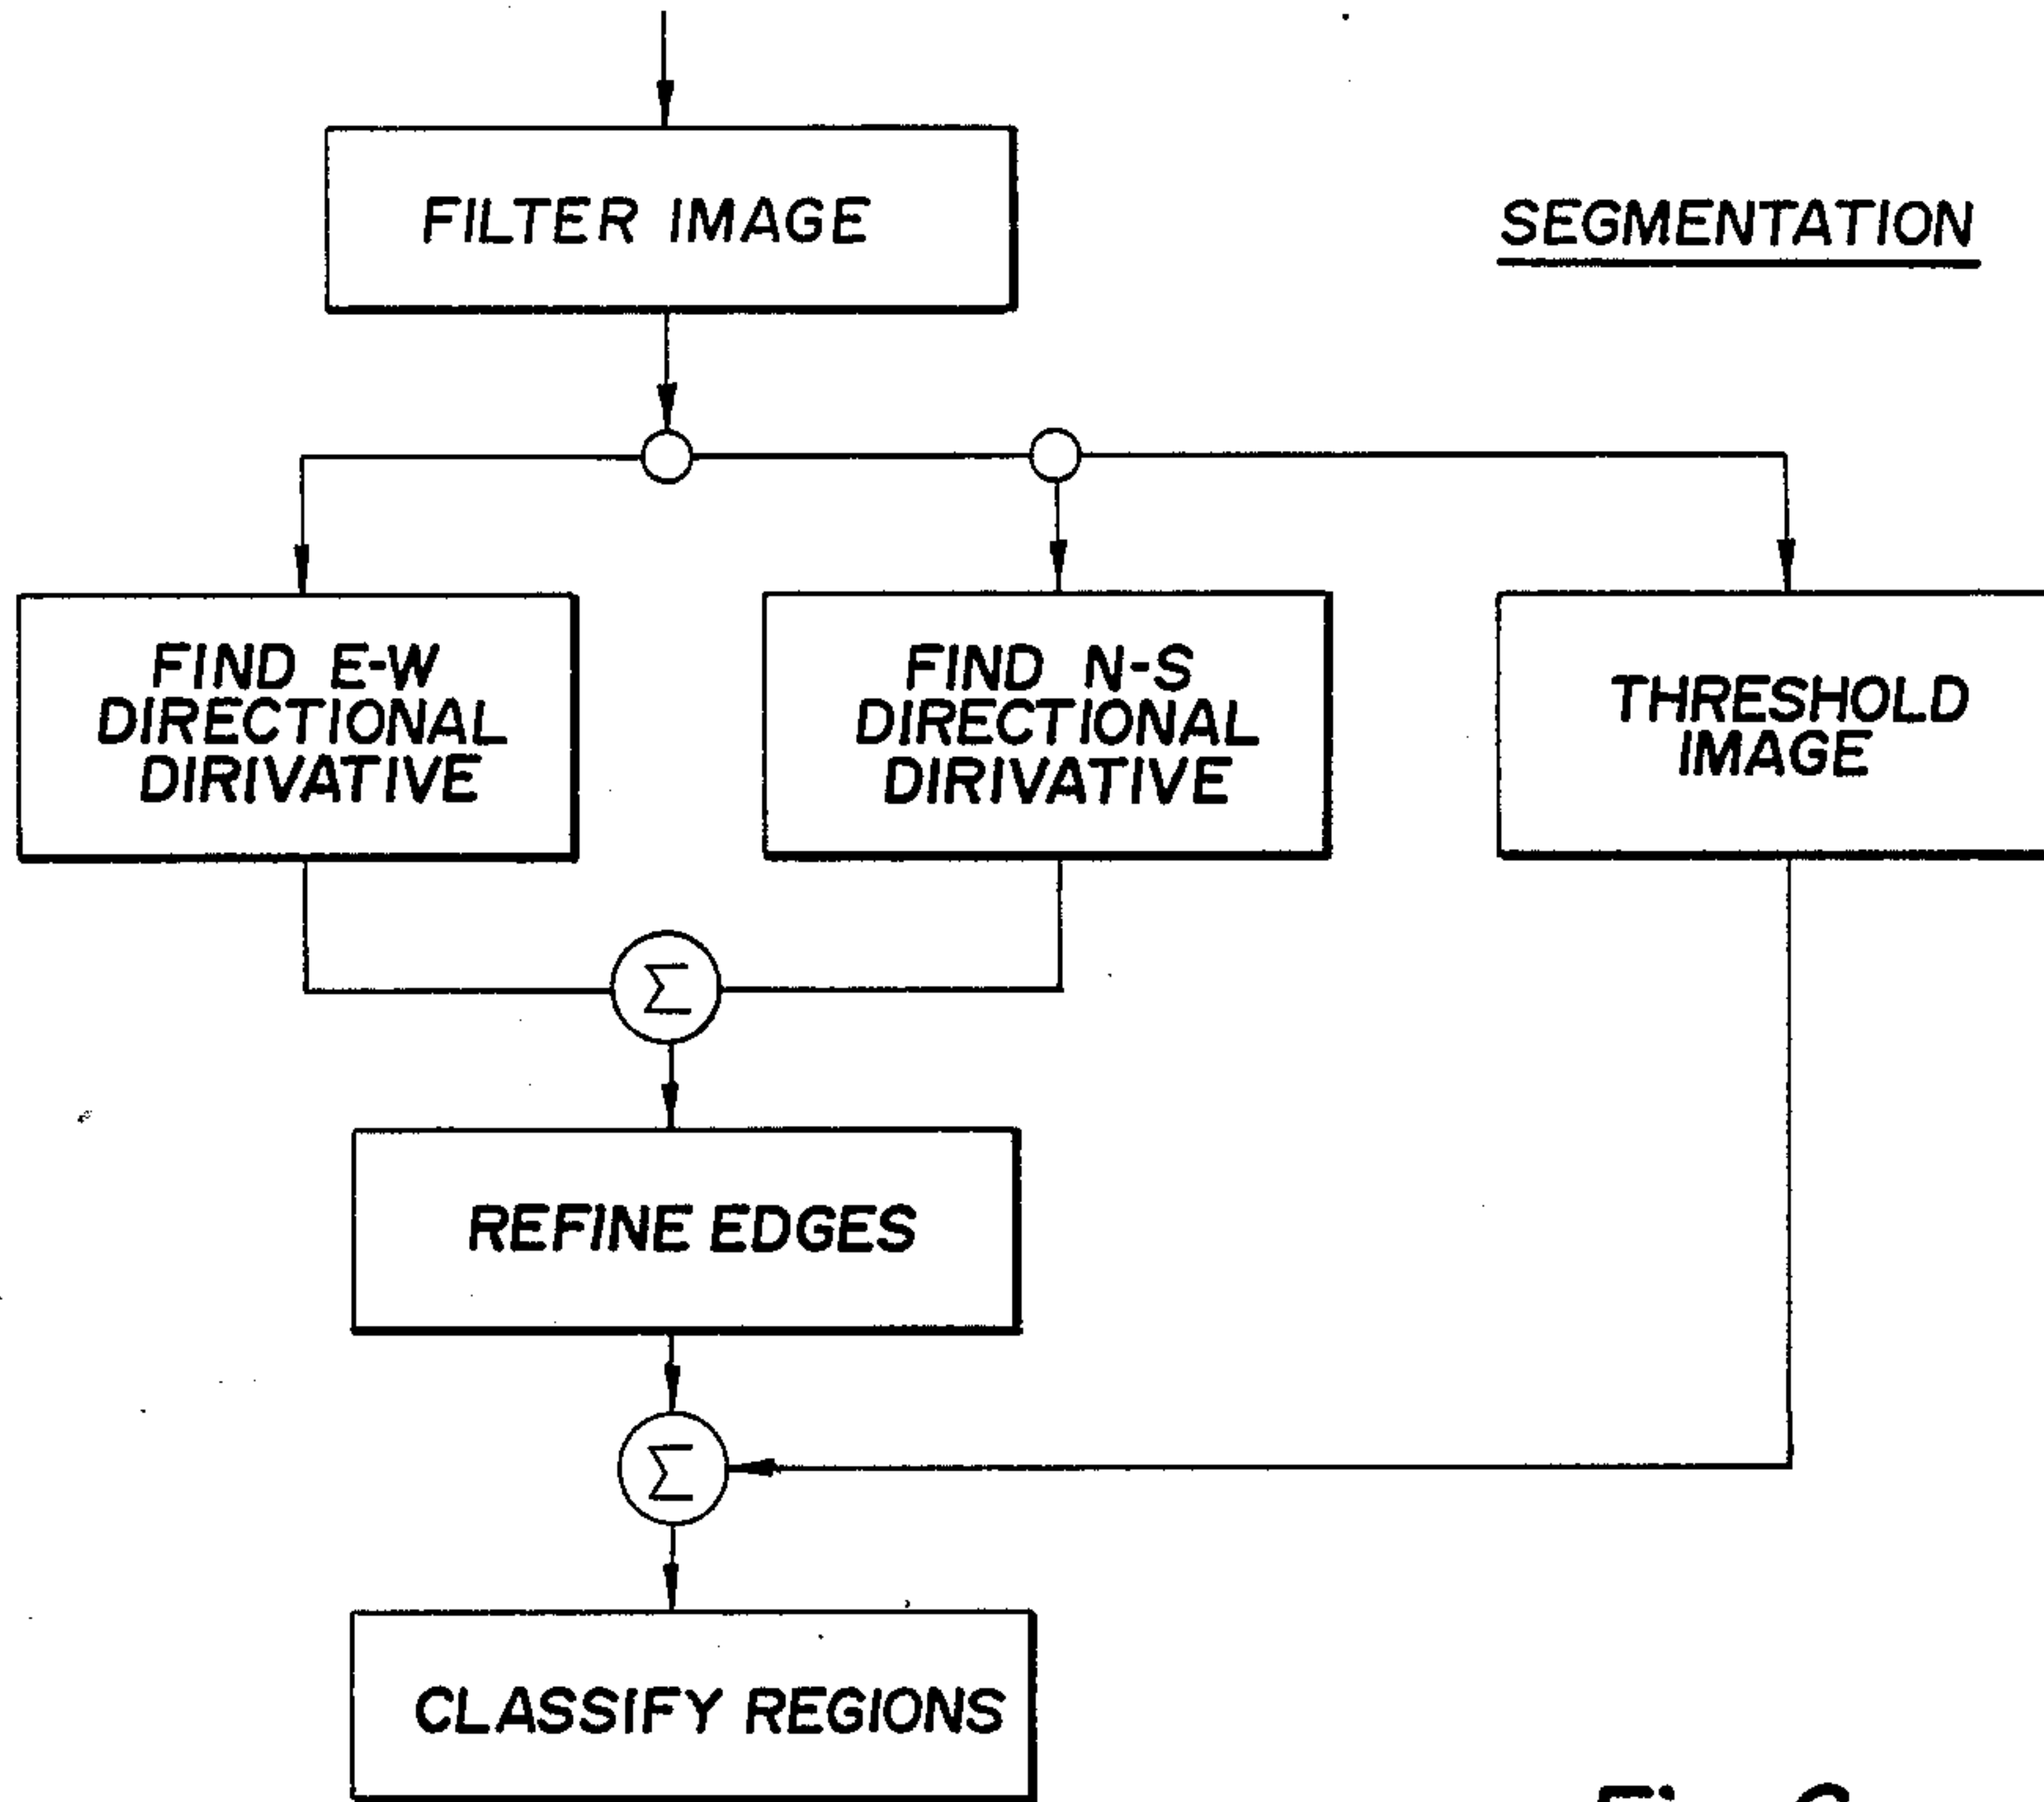 FILTER IMAGE
SEGMENTATION
FIND E-W
DIRECTIONAL
DIRIVATIVE
FIND N-S
DIRECTIONAL
DIRIVATIVE
THRESHOLD
IMAGE
Σ
REFINE EDGES
Σ
CLASSIFY REGIONS